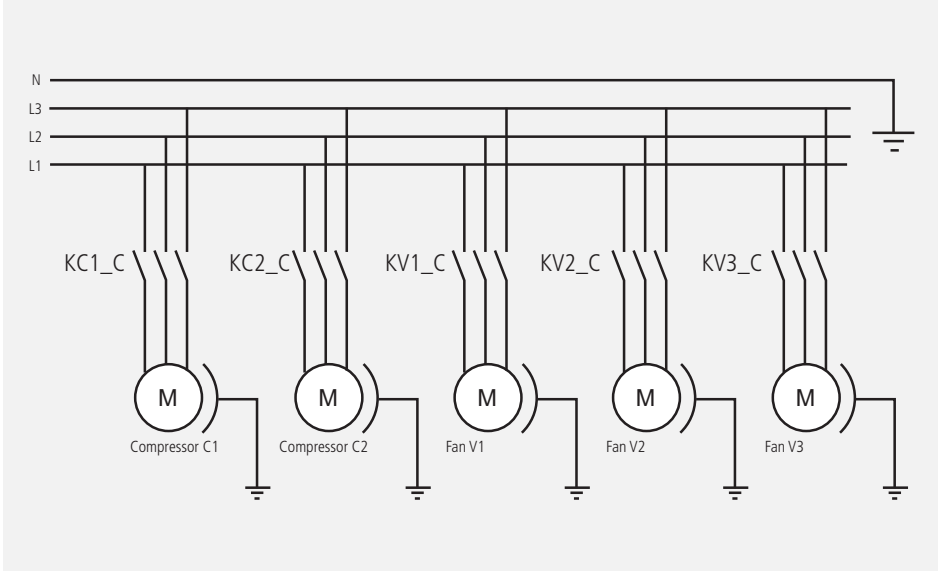 N
L3
L2
L1
KC1_C
KC2_C
KV1_C
KV2_C
KV3_C
M
M
M
M
M
Compressor C1
Compressor C2
Fan V1
Fan V2
Fan V3